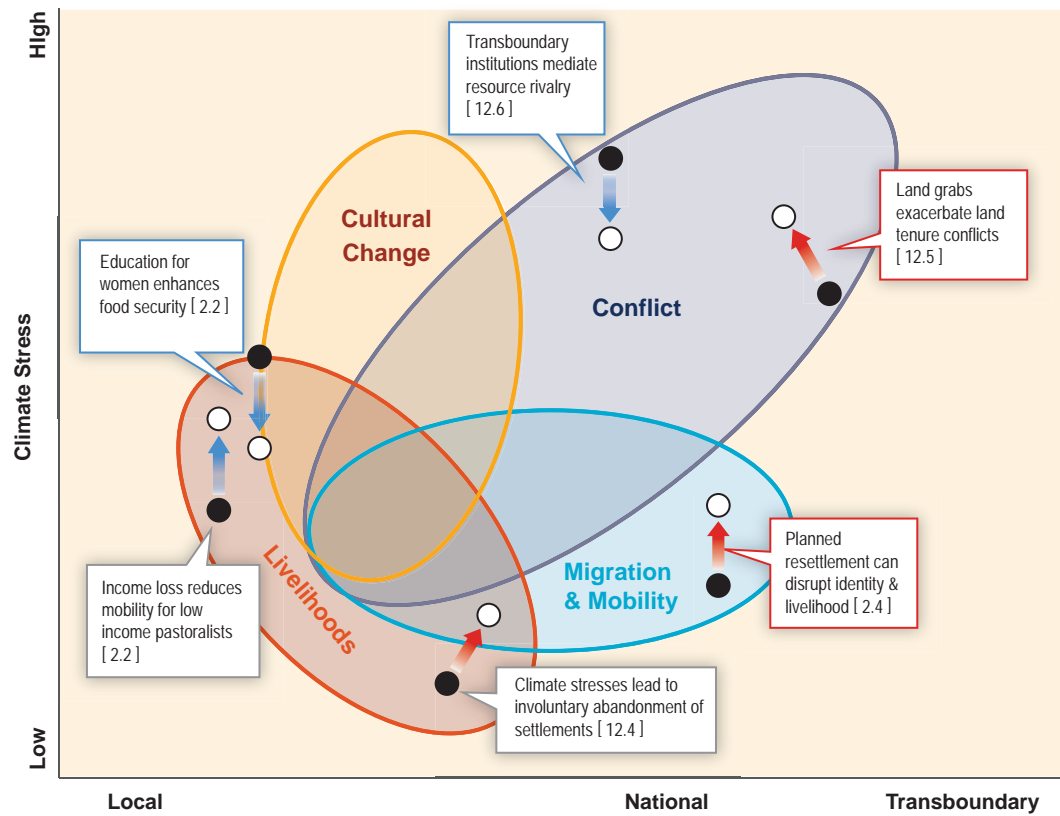 HIgh
Climate Stress
Low
Transboundary
institutions mediate
resource rivalry
[ 12.6 ]
Land grabs
exacerbate land
tenure conflicts
[ 12.5 ]
Cultural
Change
Education for
women enhances
food security [ 2.2 ]
Conflict
Livelihoods
Migration
& Mobility
Planned
resettlement can
disrupt identity &
livelihood [ 2.4 ]
Income loss reduces
mobility for low
income pastoralists
[ 2.2 ]
Climate stresses lead to
involuntary abandonment of
settlements [ 12.4 ]
Local
National
Transboundary